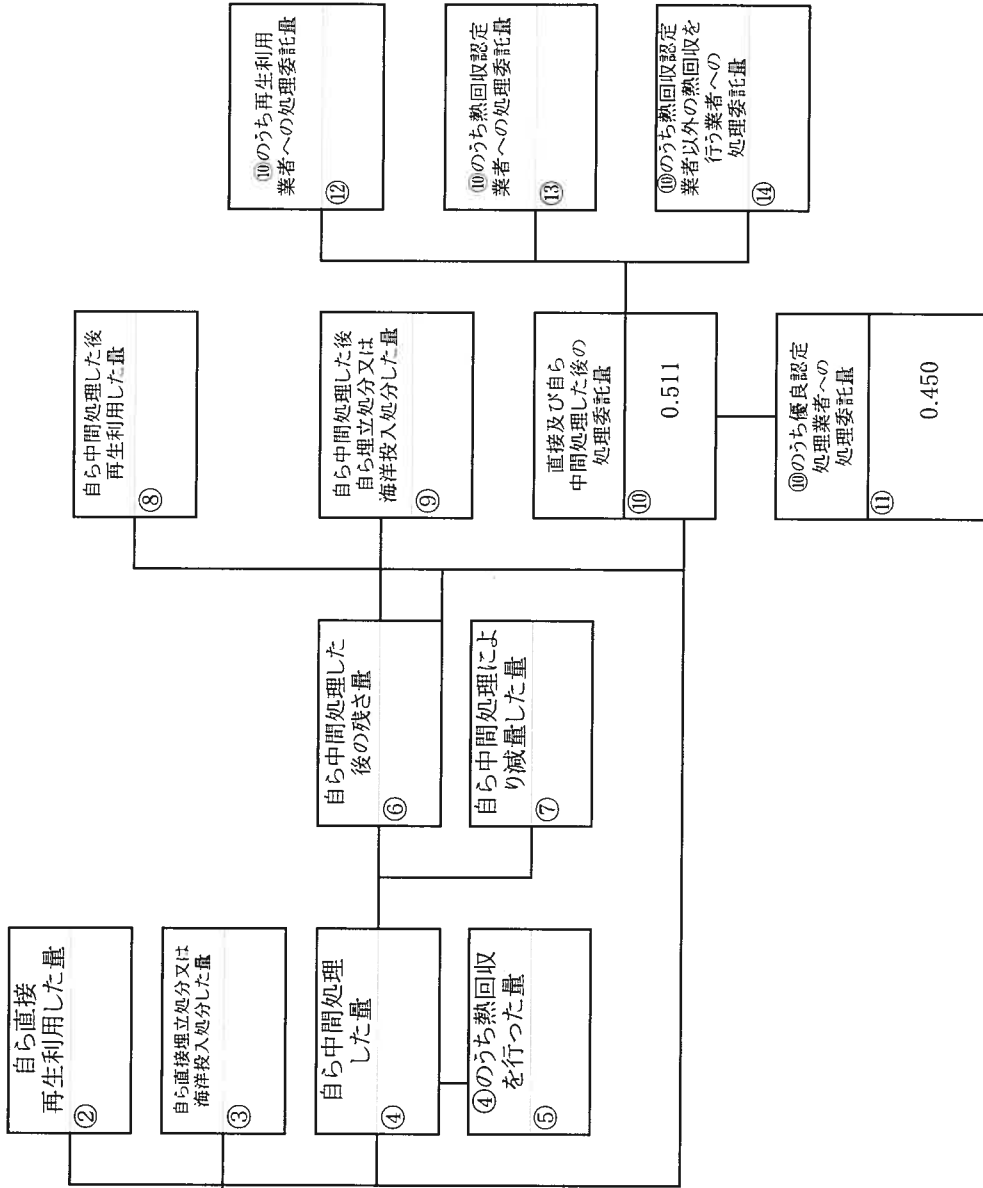 自ら直接
再生利用した量
②
自ら直接埋立処分又は
海洋投入処分した量
③
自ら中間処理
した量
④
④のうち熱回収
を行った量
⑤
自ら中間処理した
後の残さ量
⑥
自ら中間処理によ
り減量した量
⑦
自ら中間処理した後
再生利用した量
⑧
自ら中間処理した後
自ら埋立処分又は
海洋投入処分した量
⑨
直接及び自ら
中間処理した後の
処理委託量
⑩
0.511
⑩のうち優良認定
処理業者への
処理委託量
⑪
0.450
⑩のうち再生利用
業者への処理委託量
⑫
⑩のうち熱回収認定
業者への処理委託量
⑬
⑩のうち熱回収認定
業者以外の熱回収を
行う業者への
処理委託量
⑭